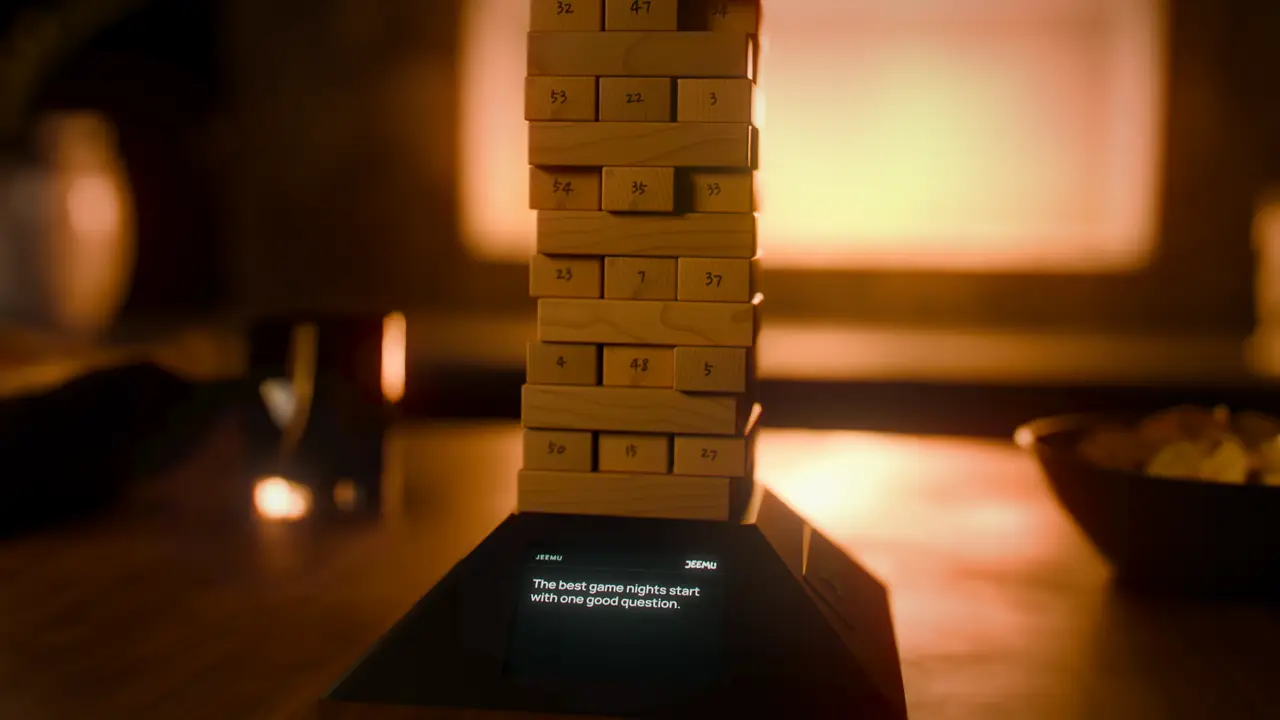 32 47 34
53 22 3
54 35 33
23 7 37
4 48 5
50 15 27
JEEMU JEEMU
The best game nights start
with one good question.